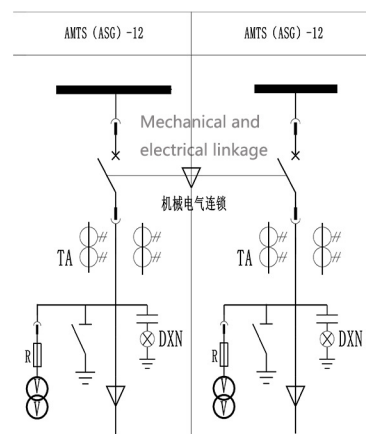 AMTS (ASG) -12
AMTS (ASG) -12
Mechanical and
electrical linkage
机械电气连锁
TA
TA
DXN
DXN
R
R